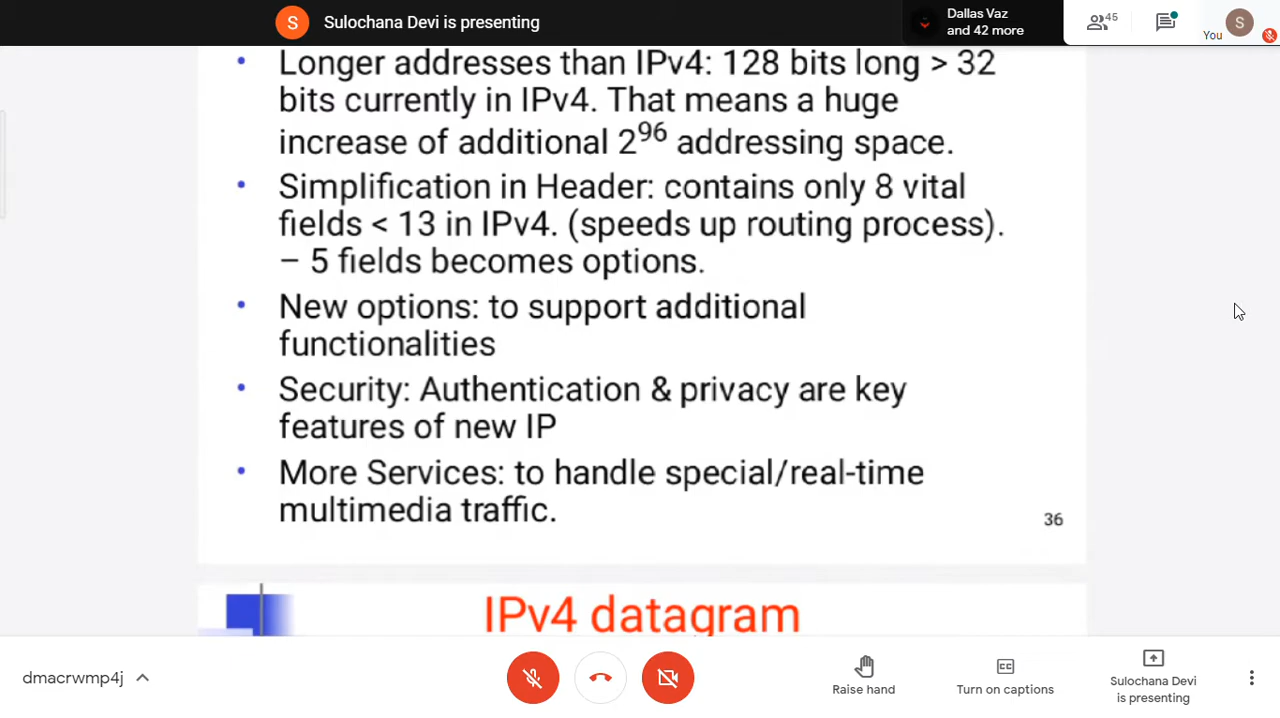 S
Sulochana Devi is presenting
Dallas Vaz
and 42 more
45
You
S
• Longer addresses than IPv4: 128 bits long > 32
bits currently in IPv4. That means a huge
increase of additional 2⁹⁶ addressing space.
• Simplification in Header: contains only 8 vital
fields < 13 in IPv4. (speeds up routing process).
– 5 fields becomes options.
• New options: to support additional
functionalities
• Security: Authentication & privacy are key
features of new IP
• More Services: to handle special/real-time
multimedia traffic.
36
IPv4 datagram
dmacrwmp4j
Raise hand
CC
Turn on captions
Sulochana Devi
is presenting